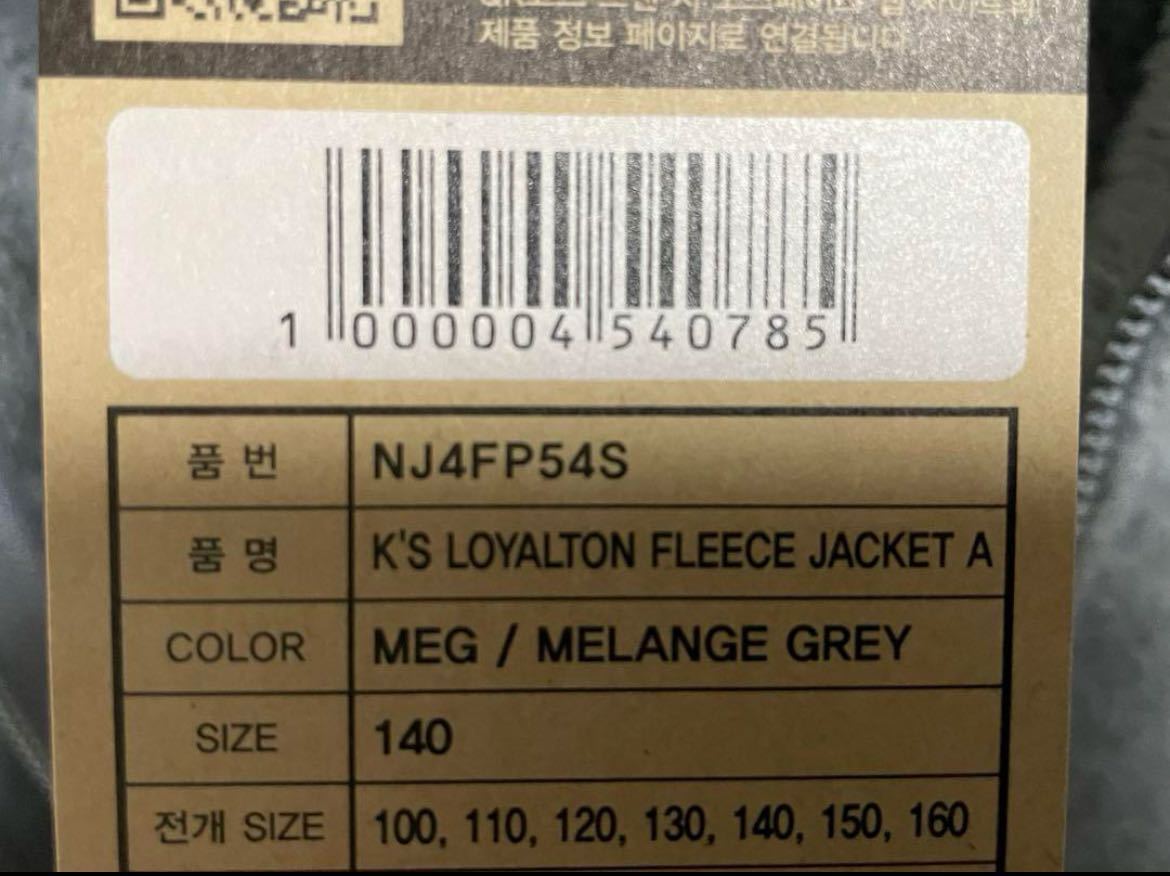 제품 정보 페이지로 연결됩니다
1 000004 540785
품 번 NJ4FP54S
품 명 K'S LOYALTON FLEECE JACKET A
COLOR MEG / MELANGE GREY
SIZE 140
전개 SIZE 100, 110, 120, 130, 140, 150, 160